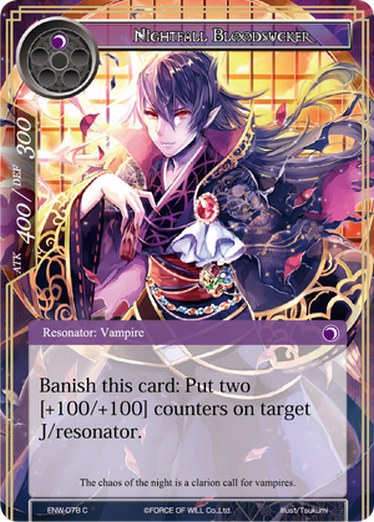 Nightfall Bloodsucker
ATK 400/ DEF 300
Resonator: Vampire
Banish this card: Put two
[+100/+100] counters on target
J/resonator.
The chaos of the night is a clarion call for vampires.
ENW-078 C ©FORCE OF WILL Co.,Ltd. Illust/Tsukumi